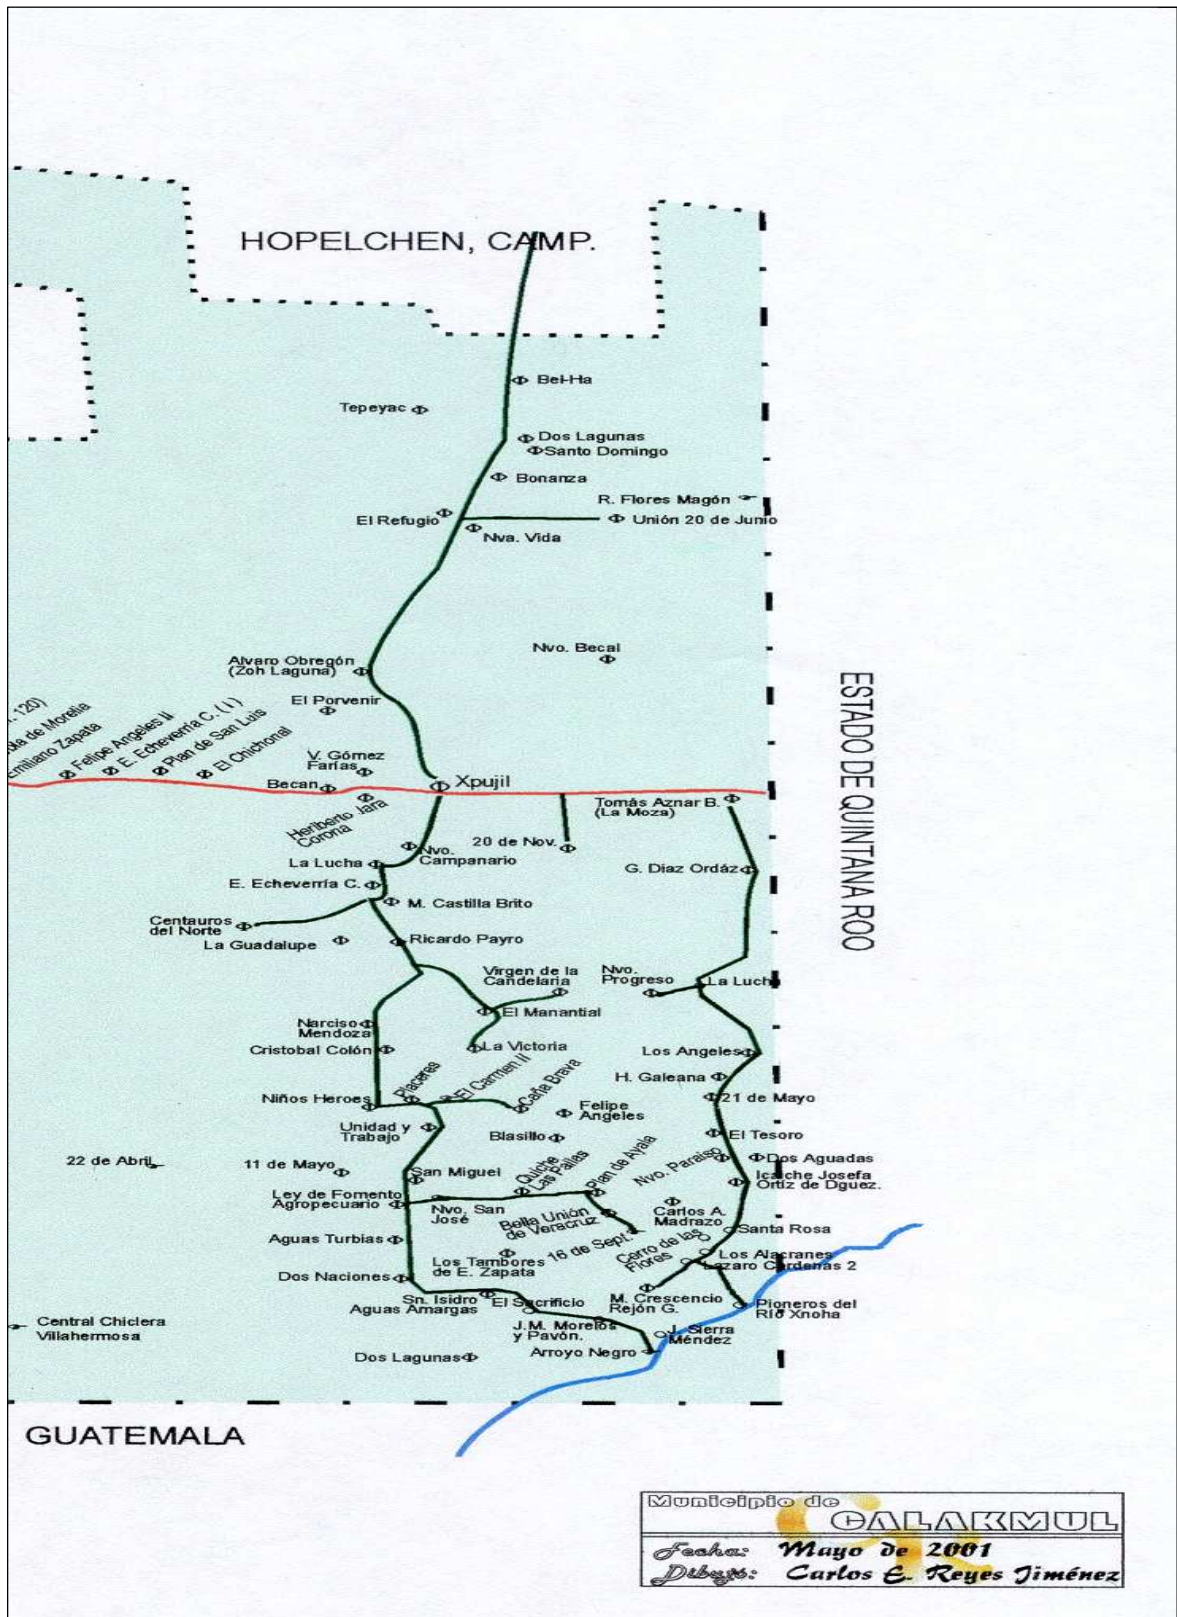 HOPELCHEN, CAMP.
Bel-Ha
Tepeyac
Dos Lagunas
Santo Domingo
Bonanza
R. Flores Magón
El Refugio
Unión 20 de Junio
Nva. Vida
Nvo. Becal
Alvaro Obregón
(Zoh Laguna)
El Porvenir
120)
de Morelia
Emiliano Zapata
Felipe Angeles II
E. Echeverría C. ( I )
Plan de San Luis
El Chichonal
V. Gómez
Farías
Becan
Xpujil
Heriberto Jara
Corona
Tomás Aznar B.
(La Moza)
20 de Nov.
Nvo.
Campanario
La Lucha
G. Diaz Ordáz
E. Echeverría C.
M. Castilla Brito
Centauros
del Norte
La Guadalupe
Ricardo Payro
Virgen de la
Candelaria
Nvo.
Progreso
La Lucha
El Manantial
Narciso
Mendoza
Cristobal Colón
La Victoria
Los Angeles
Placeres
El Carmen II
Caña Brava
H. Galeana
Niños Heroes
21 de Mayo
Felipe
Angeles
Unidad y
Trabajo
Blasillo
El Tesoro
22 de Abril
11 de Mayo
San Miguel
Quiche
Las Pailas
Plan de Ayala
Nvo. Paraiso
Dos Aguadas
Icaiche Josefa
Ortiz de Dguez.
Ley de Fomento
Agropecuario
Nvo. San
José
Bella Unión
de Veracruz
16 de Sept.
Carlos A.
Madrazo
Santa Rosa
Aguas Turbias
Los Tambores
de E. Zapata
Cerro de las
Flores
Los Alacranes
Lazaro Cardenas 2
Dos Naciones
Sn. Isidro
Aguas Amargas
El Sacrificio
M. Crescencio
Rejón G.
Pioneros del
Río Xnoha
Central Chiclera
Villahermosa
J.M. Morelos
y Pavón.
J. Sierra
Méndez
Dos Lagunas
Arroyo Negro
ESTADO DE QUINTANA ROO
GUATEMALA
Municipio de
CALAKMUL
Fecha: Mayo de 2001
Dibujó: Carlos E. Reyes Jiménez